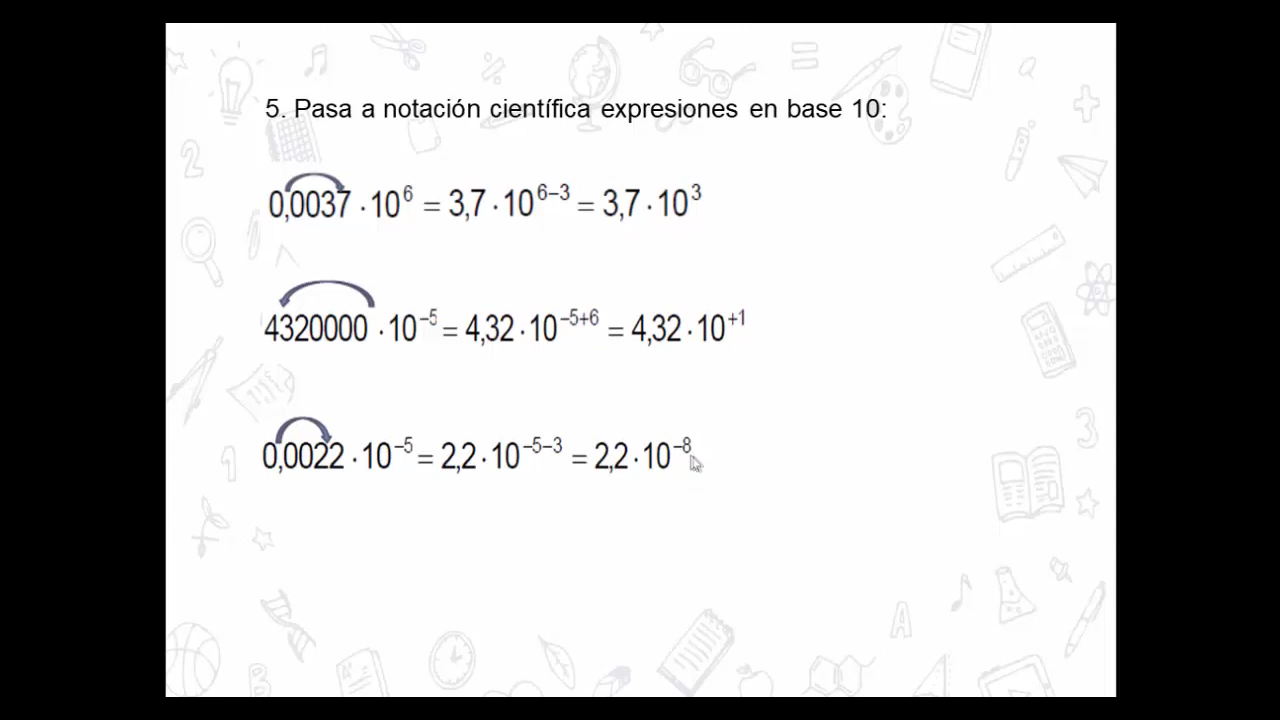 5. Pasa a notación científica expresiones en base 10:
0,0037 · 10⁶ = 3,7 · 10⁶⁻³ = 3,7 · 10³
4320000 · 10⁻⁵ = 4,32 · 10⁻⁵⁺⁶ = 4,32 · 10⁺¹
0,0022 · 10⁻⁵ = 2,2 · 10⁻⁵⁻³ = 2,2 · 10⁻⁸